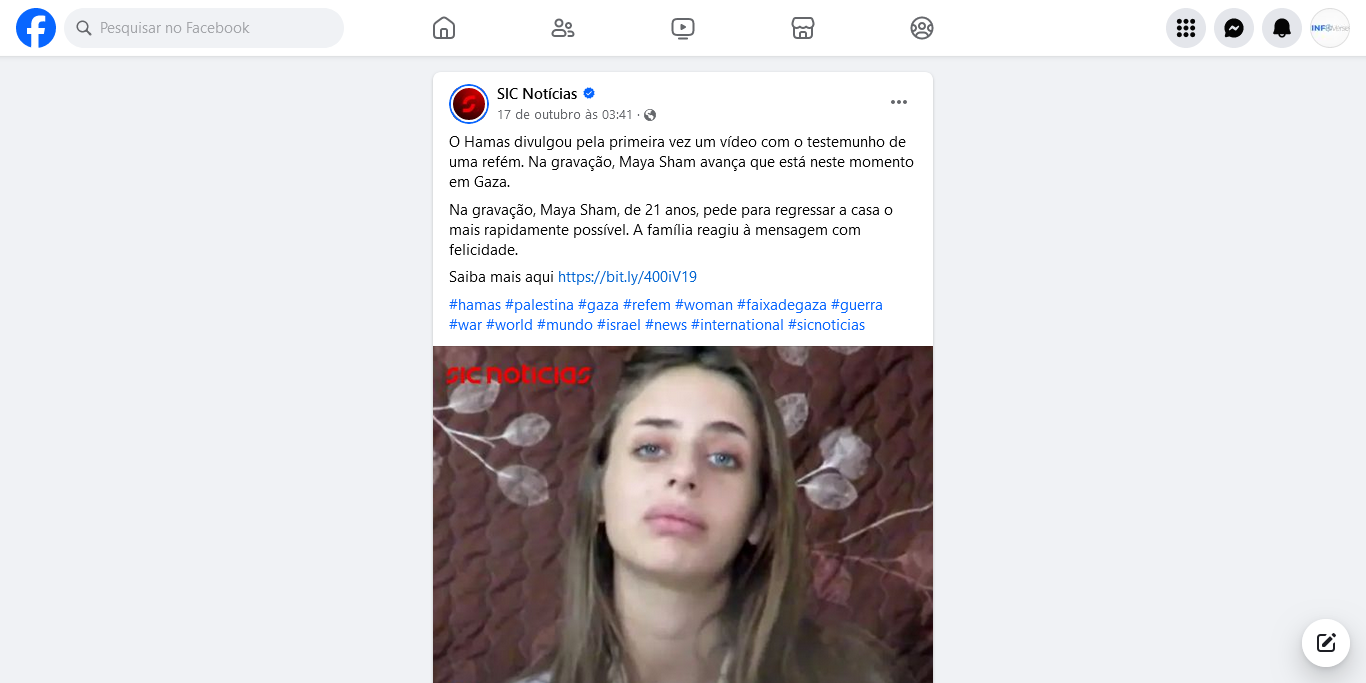 Pesquisar no Facebook
INFOVerse
SIC Notícias
17 de outubro às 03:41 ·
O Hamas divulgou pela primeira vez um vídeo com o testemunho de
uma refém. Na gravação, Maya Sham avança que está neste momento
em Gaza.
Na gravação, Maya Sham, de 21 anos, pede para regressar a casa o
mais rapidamente possível. A família reagiu à mensagem com
felicidade.
Saiba mais aqui https://bit.ly/400iV19
#hamas #palestina #gaza #refem #woman #faixadegaza #guerra
#war #world #mundo #israel #news #international #sicnoticias
sic notícias